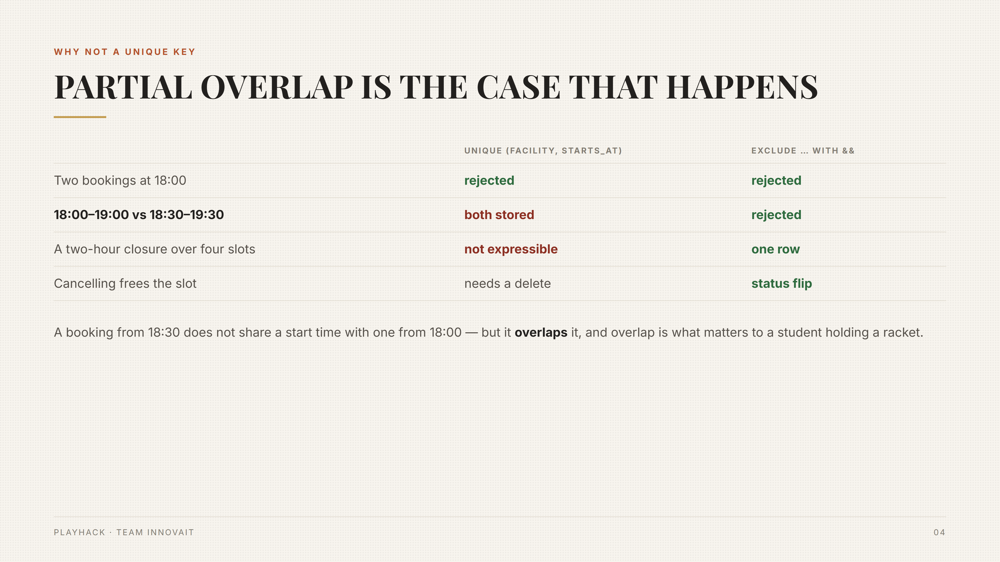 WHY NOT A UNIQUE KEY
PARTIAL OVERLAP IS THE CASE THAT HAPPENS
UNIQUE (FACILITY, STARTS_AT) EXCLUDE … WITH &&
Two bookings at 18:00 rejected rejected
18:00–19:00 vs 18:30–19:30 both stored rejected
A two-hour closure over four slots not expressible one row
Cancelling frees the slot needs a delete status flip
A booking from 18:30 does not share a start time with one from 18:00 — but it overlaps it, and overlap is what matters to a student holding a racket.
PLAYHACK · TEAM INNOVAIT 04